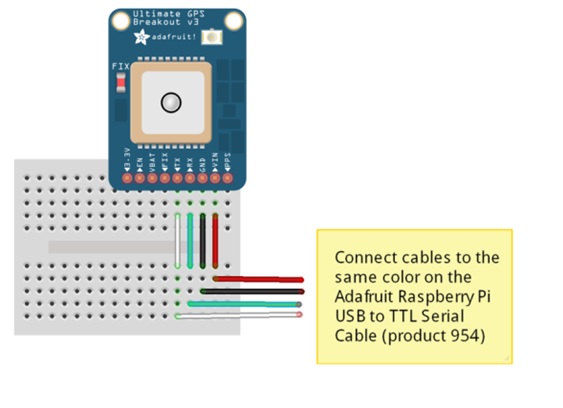 Ultimate GPS
Breakout v3
adafruit!
FIX
3.3V
EN
VBAT
FIX
TX
RX
GND
VIN
PPS
Connect cables to the
same color on the
Adafruit Raspberry Pi
USB to TTL Serial
Cable (product 954)